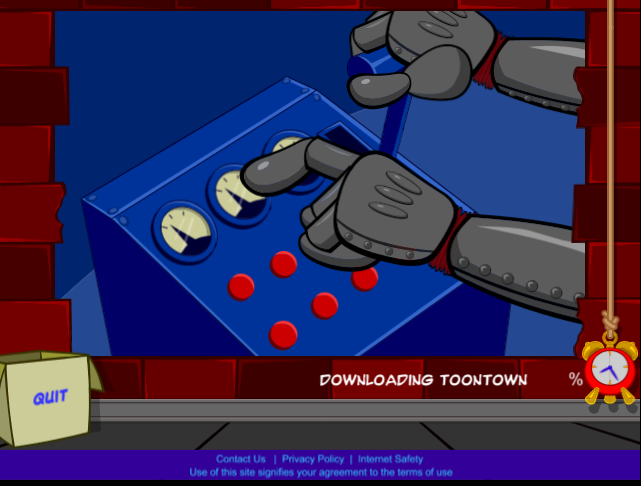 DOWNLOADING TOONTOWN %
QUIT
Contact Us | Privacy Policy | Internet Safety
Use of this site signifies your agreement to the terms of use